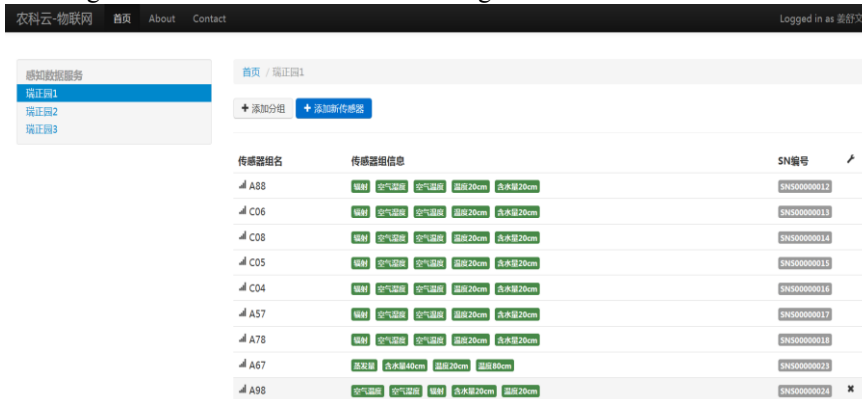 农科云-物联网 首页 About Contact Logged in as 姜舒文
感知数据服务
瑞正园1
瑞正园2
瑞正园3
首页 / 瑞正园1
+ 添加分组 + 添加新传感器
传感器组名 传感器组信息 SN编号
A88 辐射 空气湿度 空气温度 温度20cm 含水量20cm SNS00000012
C06 辐射 空气湿度 空气温度 温度20cm 含水量20cm SNS00000013
C08 辐射 空气湿度 空气温度 温度20cm 含水量20cm SNS00000014
C05 辐射 空气湿度 空气温度 温度20cm 含水量20cm SNS00000015
C04 辐射 空气湿度 空气温度 温度20cm 含水量20cm SNS00000016
A57 辐射 空气湿度 空气温度 温度20cm 含水量20cm SNS00000017
A78 辐射 空气湿度 空气温度 温度20cm 含水量20cm SNS00000018
A67 蒸发量 含水量40cm 温度20cm 温度80cm SNS00000023
A98 空气温度 空气湿度 辐射 含水量20cm 温度20cm SNS00000024